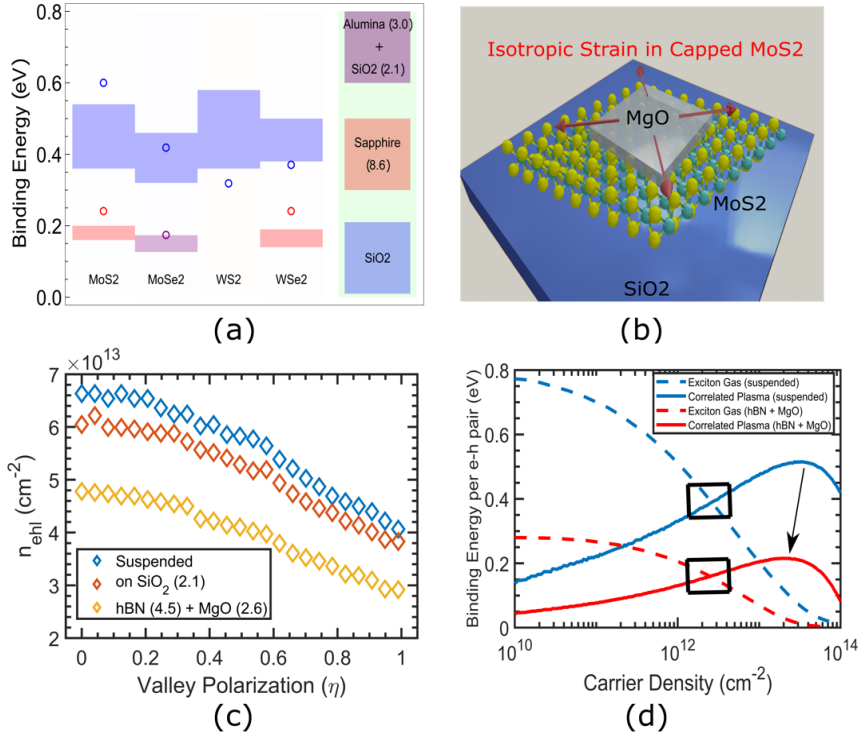 0.8
0.6
0.4
0.2
0.0
Binding Energy (eV)
MoS2
MoSe2
WS2
WSe2
Alumina (3.0)
+
SiO2 (2.1)
Sapphire
(8.6)
SiO2
(a)
Isotropic Strain in Capped MoS2
MgO
MoS2
SiO2
(b)
× 10^13
7
6
5
4
3
2
n_ehl (cm^-2)
Suspended
on SiO_2 (2.1)
hBN (4.5) + MgO (2.6)
0
0.2
0.4
0.6
0.8
1
Valley Polarization (η)
(c)
0.8
0.6
0.4
0.2
0
Binding Energy per e-h pair (eV)
Exciton Gas (suspended)
Correlated Plasma (suspended)
Exciton Gas (hBN + MgO)
Correlated Plasma (hBN + MgO)
10^10
10^12
10^14
Carrier Density (cm^-2)
(d)